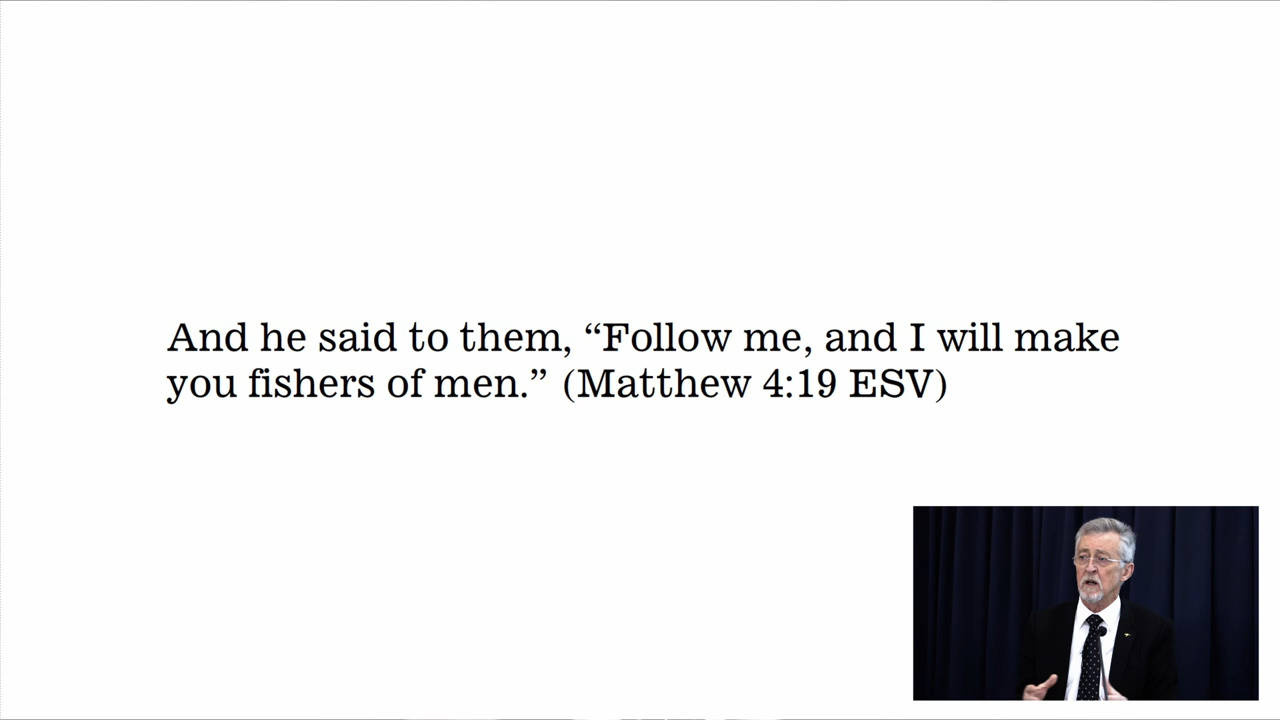 And he said to them, “Follow me, and I will make
you fishers of men.” (Matthew 4:19 ESV)